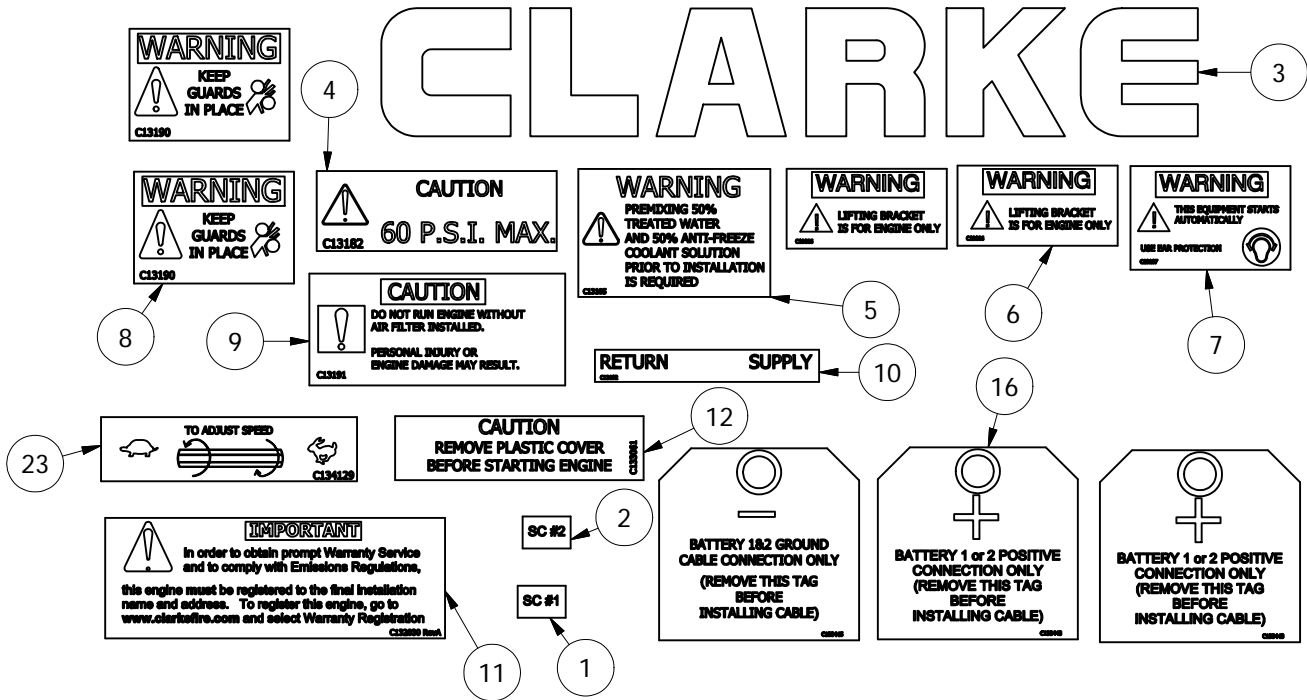 CLARKE
3
WARNING
KEEP
GUARDS
IN PLACE
C13190
4
WARNING
KEEP
GUARDS
IN PLACE
C13190
8
CAUTION
60 P.S.I. MAX.
C13182
WARNING
PREMIXING 50%
TREATED WATER
AND 50% ANTI-FREEZE
COOLANT SOLUTION
PRIOR TO INSTALLATION
IS REQUIRED
5
WARNING
LIFTING BRACKET
IS FOR ENGINE ONLY
WARNING
LIFTING BRACKET
IS FOR ENGINE ONLY
6
WARNING
THIS EQUIPMENT STARTS
AUTOMATICALLY
USE EAR PROTECTION
7
CAUTION
DO NOT RUN ENGINE WITHOUT
AIR FILTER INSTALLED.
PERSONAL INJURY OR
ENGINE DAMAGE MAY RESULT.
C13191
9
RETURN SUPPLY
10
TO ADJUST SPEED
C134129
23
CAUTION
REMOVE PLASTIC COVER
BEFORE STARTING ENGINE
12
16
IMPORTANT
In order to obtain prompt Warranty Service
and to comply with Emissions Regulations,
this engine must be registered to the final installation
name and address. To register this engine, go to
www.clarkefire.com and select Warranty Registration
RevA
11
SC #2
2
SC #1
1
BATTERY 1&2 GROUND
CABLE CONNECTION ONLY
(REMOVE THIS TAG
BEFORE
INSTALLING CABLE)
BATTERY 1 or 2 POSITIVE
CONNECTION ONLY
(REMOVE THIS TAG
BEFORE
INSTALLING CABLE)
BATTERY 1 or 2 POSITIVE
CONNECTION ONLY
(REMOVE THIS TAG
BEFORE
INSTALLING CABLE)